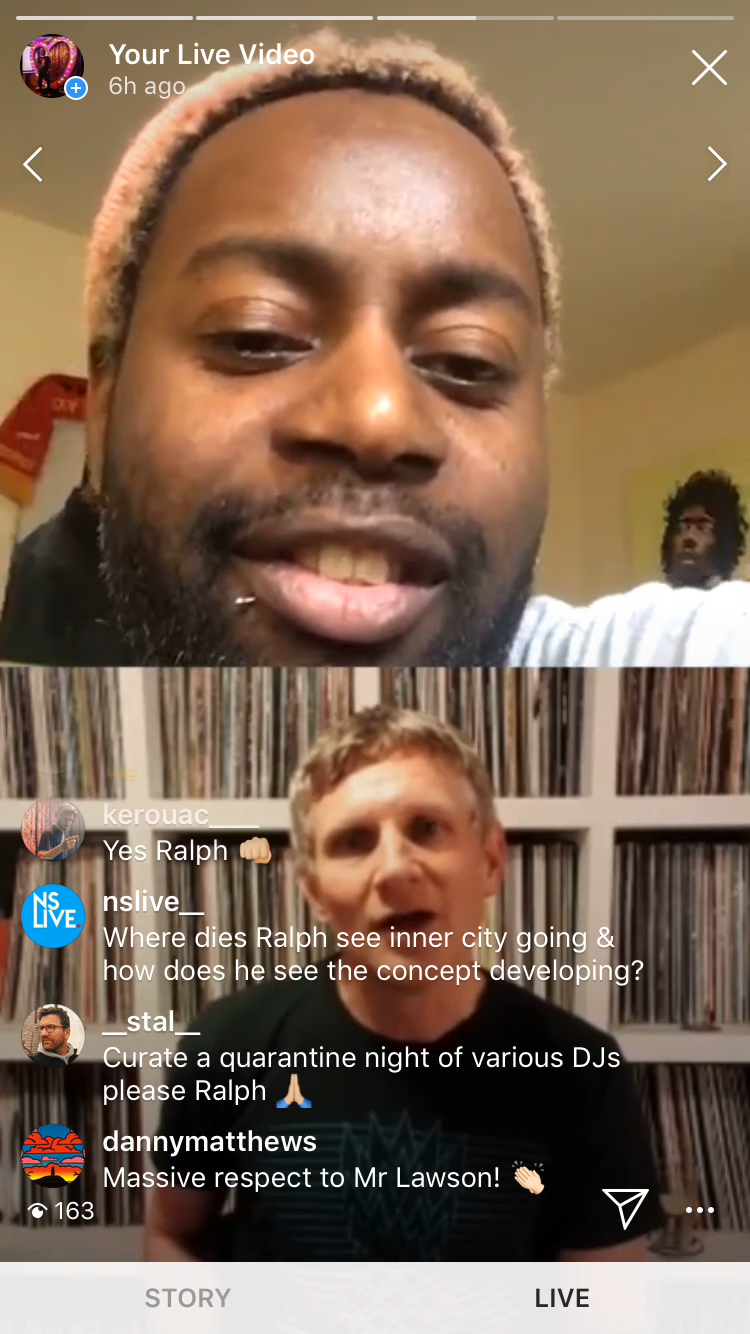 Your Live Video
6h ago
kerouac____
Yes Ralph 👊🏼
NS
LIVE.
nslive__
Where dies Ralph see inner city going &
how does he see the concept developing?
__stal__
Curate a quarantine night of various DJs
please Ralph 🙏🏼
dannymatthews
Massive respect to Mr Lawson! 👏🏻
163
STORY
LIVE